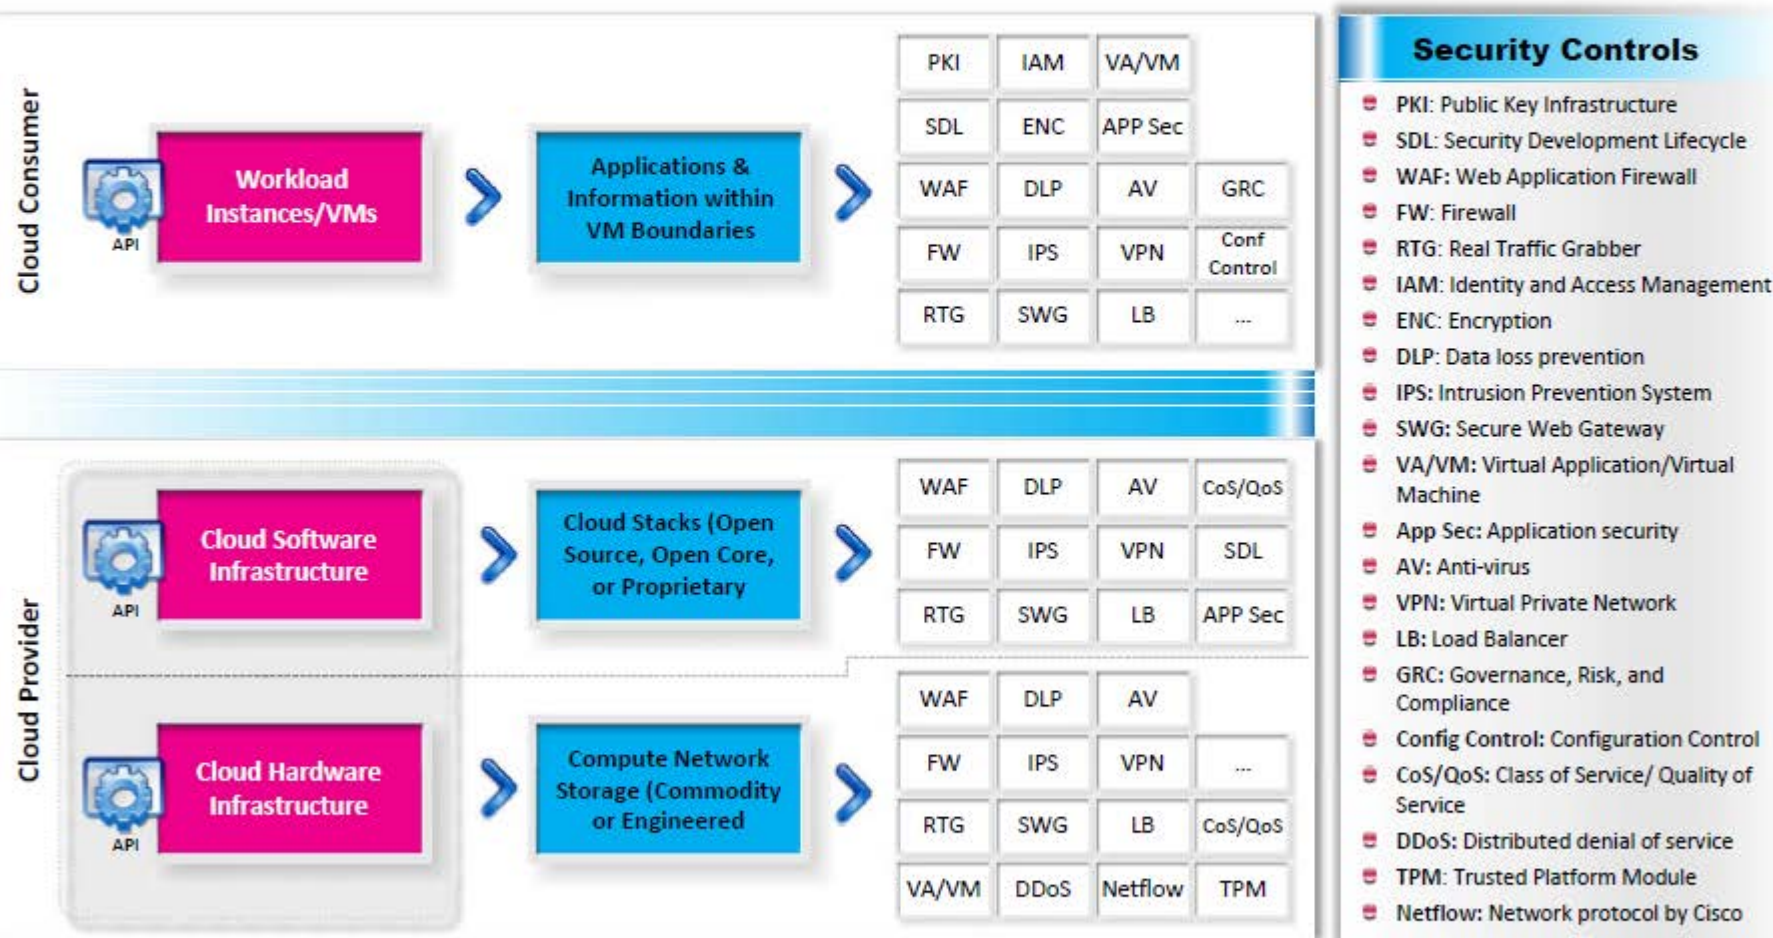 Cloud Consumer
API
Workload
Instances/VMs
Applications &
Information within
VM Boundaries
PKI IAM VA/VM
SDL ENC APP Sec
WAF DLP AV GRC
FW IPS VPN Conf
Control
RTG SWG LB ...
Cloud Provider
API
Cloud Software
Infrastructure
Cloud Stacks (Open
Source, Open Core,
or Proprietary
WAF DLP AV CoS/QoS
FW IPS VPN SDL
RTG SWG LB APP Sec
API
Cloud Hardware
Infrastructure
Compute Network
Storage (Commodity
or Engineered
WAF DLP AV
FW IPS VPN ...
RTG SWG LB CoS/QoS
VA/VM DDoS Netflow TPM
Security Controls
PKI: Public Key Infrastructure
SDL: Security Development Lifecycle
WAF: Web Application Firewall
FW: Firewall
RTG: Real Traffic Grabber
IAM: Identity and Access Management
ENC: Encryption
DLP: Data loss prevention
IPS: Intrusion Prevention System
SWG: Secure Web Gateway
VA/VM: Virtual Application/Virtual
Machine
App Sec: Application security
AV: Anti-virus
VPN: Virtual Private Network
LB: Load Balancer
GRC: Governance, Risk, and
Compliance
Config Control: Configuration Control
CoS/QoS: Class of Service/ Quality of
Service
DDoS: Distributed denial of service
TPM: Trusted Platform Module
Netflow: Network protocol by Cisco